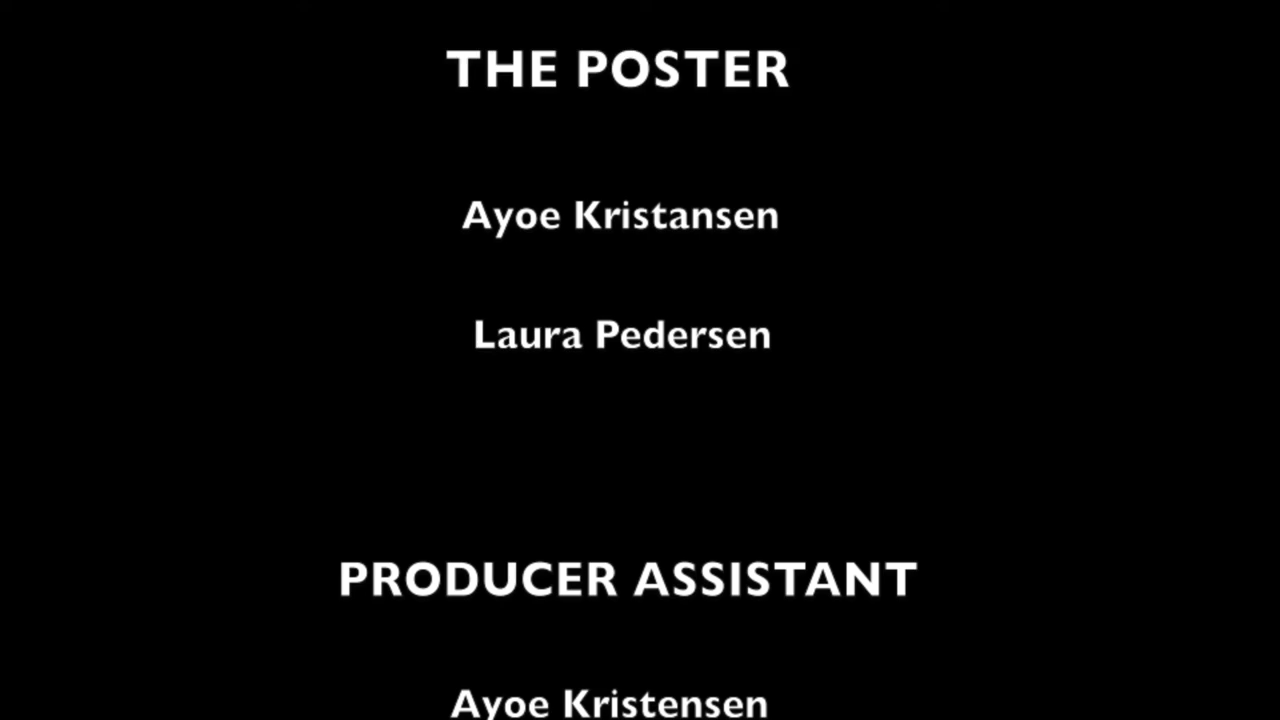 THE POSTER
Ayoe Kristansen
Laura Pedersen
PRODUCER ASSISTANT
Ayoe Kristensen